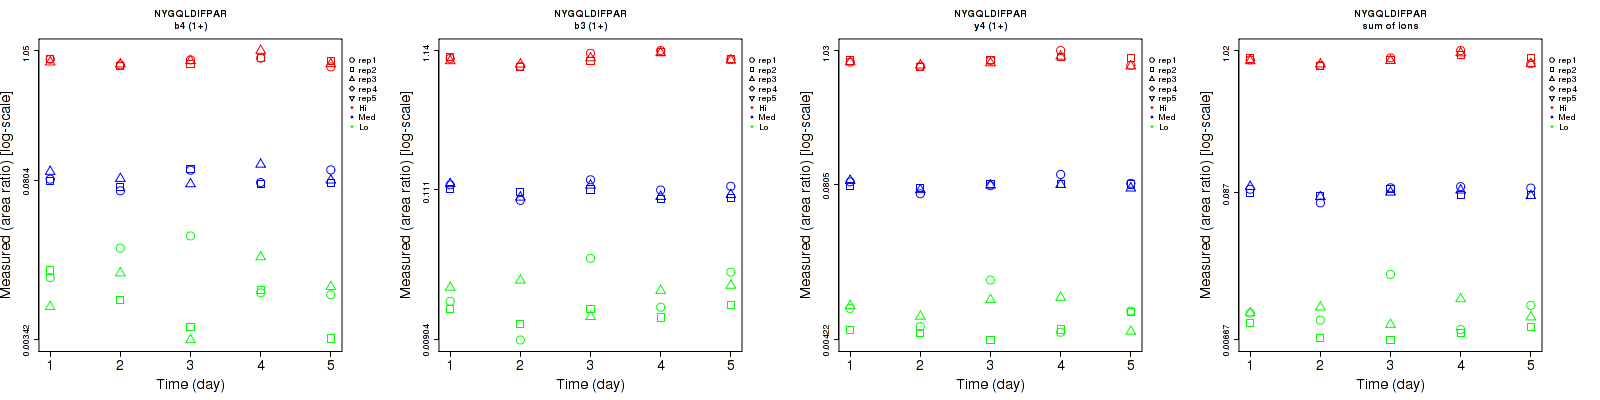 NYGQLDIFPAR
b4 (1+)
Measured (area ratio) [log-scale]
1.05
0.0804
0.00342
1 2 3 4 5
Time (day)
rep1
rep2
rep3
rep4
rep5
Hi
Med
Lo
NYGQLDIFPAR
b3 (1+)
Measured (area ratio) [log-scale]
1.14
0.111
0.00904
1 2 3 4 5
Time (day)
rep1
rep2
rep3
rep4
rep5
Hi
Med
Lo
NYGQLDIFPAR
y4 (1+)
Measured (area ratio) [log-scale]
1.03
0.0805
0.00422
1 2 3 4 5
Time (day)
rep1
rep2
rep3
rep4
rep5
Hi
Med
Lo
NYGQLDIFPAR
sum of ions
Measured (area ratio) [log-scale]
1.02
0.087
0.00667
1 2 3 4 5
Time (day)
rep1
rep2
rep3
rep4
rep5
Hi
Med
Lo